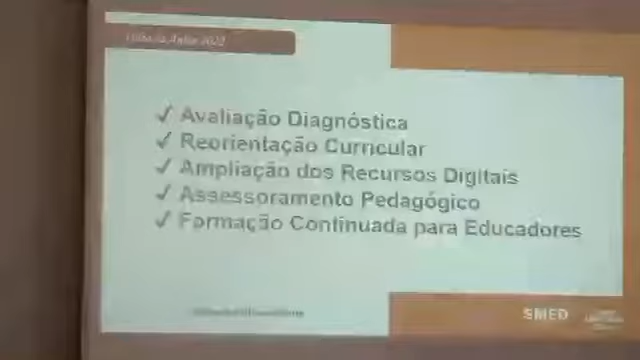 ✓ Avaliação Diagnóstica
✓ Reorientação Curricular
✓ Ampliação dos Recursos Digitais
✓ Assessoramento Pedagógico
✓ Formação Continuada para Educadores
SMED